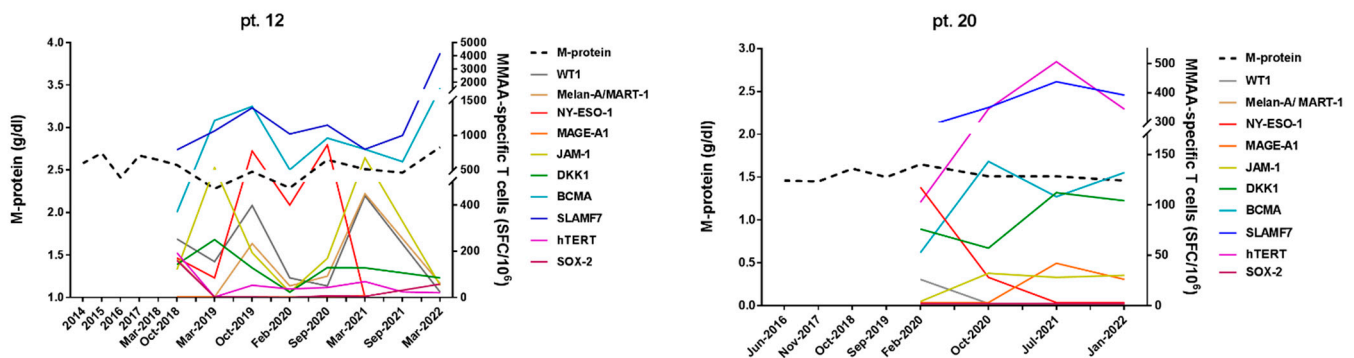 pt. 12
M-protein (g/dl)
4.0
3.5
3.0
2.5
2.0
1.5
1.0
5000
4000
3000
2000
1500
1000
500
400
200
0
MMAA-specific T cells (SFC/10⁶)
2014
2015
2016
2017
Mar-2018
Oct-2018
Mar-2019
Oct-2019
Feb-2020
Sep-2020
Mar-2021
Sep-2021
Mar-2022
M-protein
WT1
Melan-A/MART-1
NY-ESO-1
MAGE-A1
JAM-1
DKK1
BCMA
SLAMF7
hTERT
SOX-2
pt. 20
M-protein (g/dl)
3.0
2.5
2.0
1.5
1.0
0.5
0.0
500
400
300
150
100
50
0
MMAA-specific T cells (SFC/10⁶)
Jun-2016
Nov-2017
Oct-2018
Sep-2019
Feb-2020
Oct-2020
Jul-2021
Jan-2022
M-protein
WT1
Melan-A/ MART-1
NY-ESO-1
MAGE-A1
JAM-1
DKK1
BCMA
SLAMF7
hTERT
SOX-2